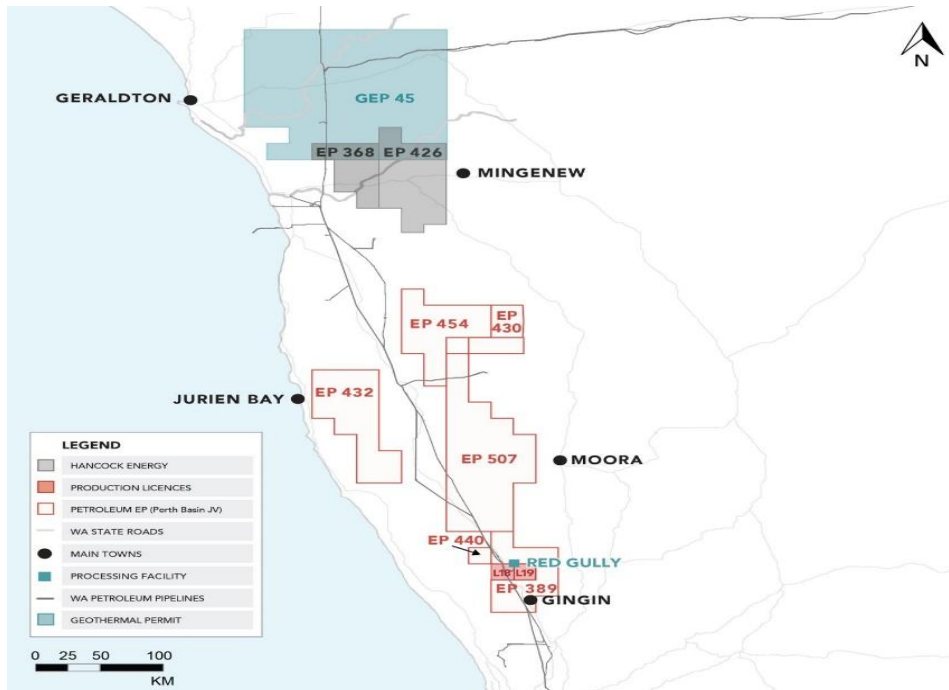 N
GERALDTON
GEP 45
EP 368
EP 426
MINGENEW
EP 454
EP
430
JURIEN BAY
EP 432
EP 507
MOORA
EP 440
RED GULLY
L18
L19
EP 389
GINGIN
LEGEND
HANCOCK ENERGY
PRODUCTION LICENCES
PETROLEUM EP (Perth Basin JV)
WA STATE ROADS
MAIN TOWNS
PROCESSING FACILITY
WA PETROLEUM PIPELINES
GEOTHERMAL PERMIT
0 25 50 100
KM